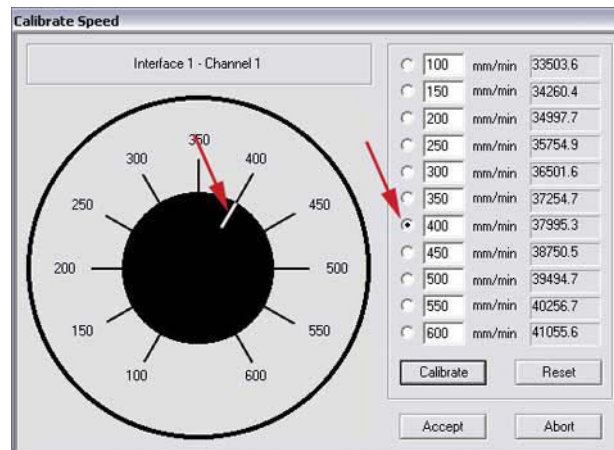 Calibrate Speed
Interface 1 - Channel 1
350
300
400
250
450
200
500
150
550
100
600
100 mm/min 33503.6
150 mm/min 34260.4
200 mm/min 34997.7
250 mm/min 35754.9
300 mm/min 36501.6
350 mm/min 37254.7
400 mm/min 37995.3
450 mm/min 38750.5
500 mm/min 39494.7
550 mm/min 40256.7
600 mm/min 41055.6
Calibrate Reset
Accept Abort